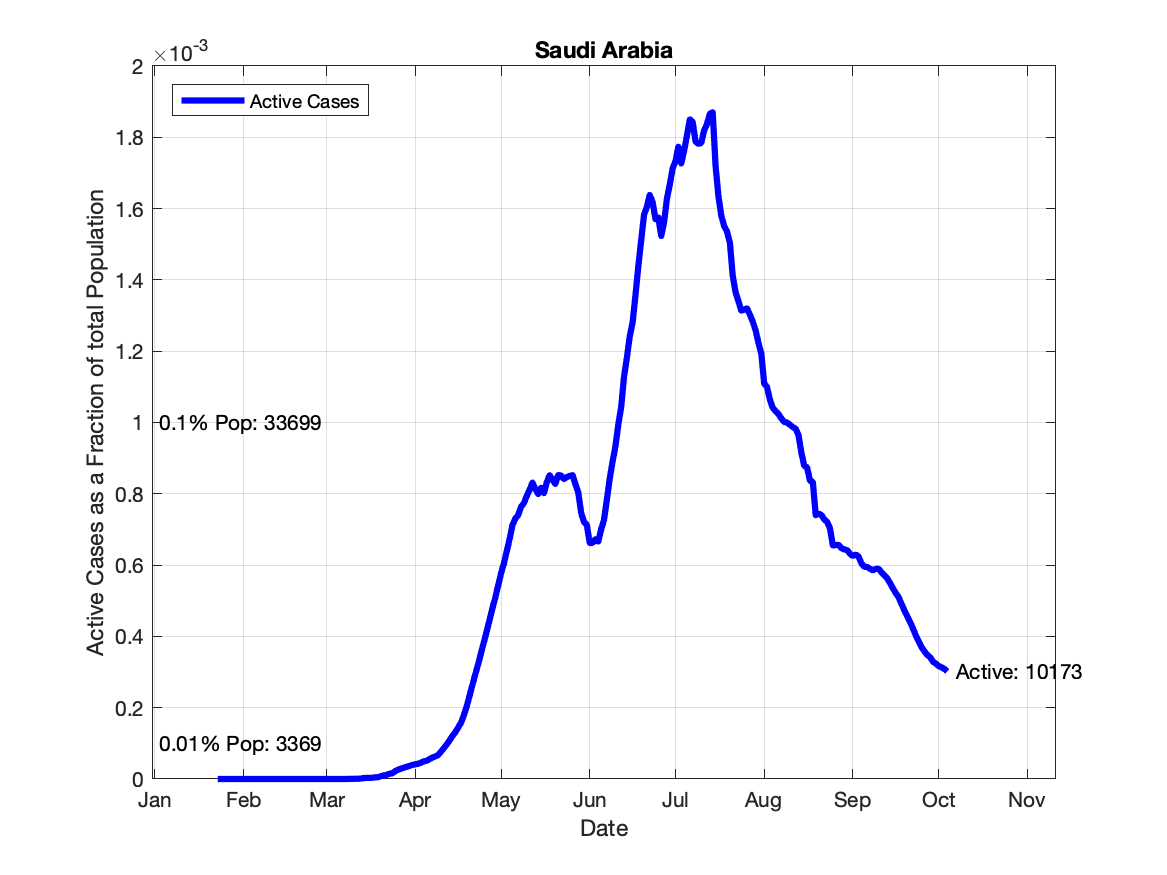 Saudi Arabia
×10-3
2
1.8
1.6
1.4
1.2
1
0.8
0.6
0.4
0.2
0
Active Cases
Active Cases as a Fraction of total Population
0.1% Pop: 33699
0.01% Pop: 3369
Active: 10173
Jan Feb Mar Apr May Jun Jul Aug Sep Oct Nov
Date